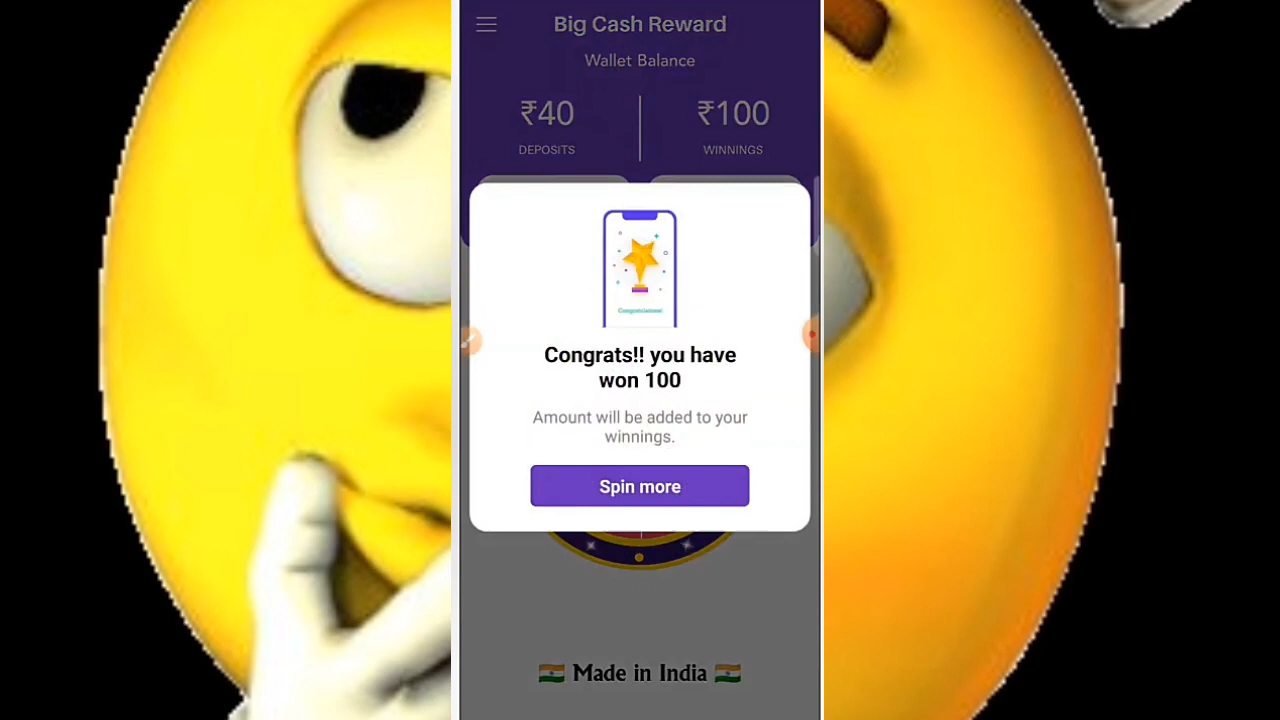 Big Cash Reward
Wallet Balance
₹40
₹100
DEPOSITS
WINNINGS
Congratulations!
Congrats!! you have
won 100
Amount will be added to your
winnings.
Spin more
Made in India